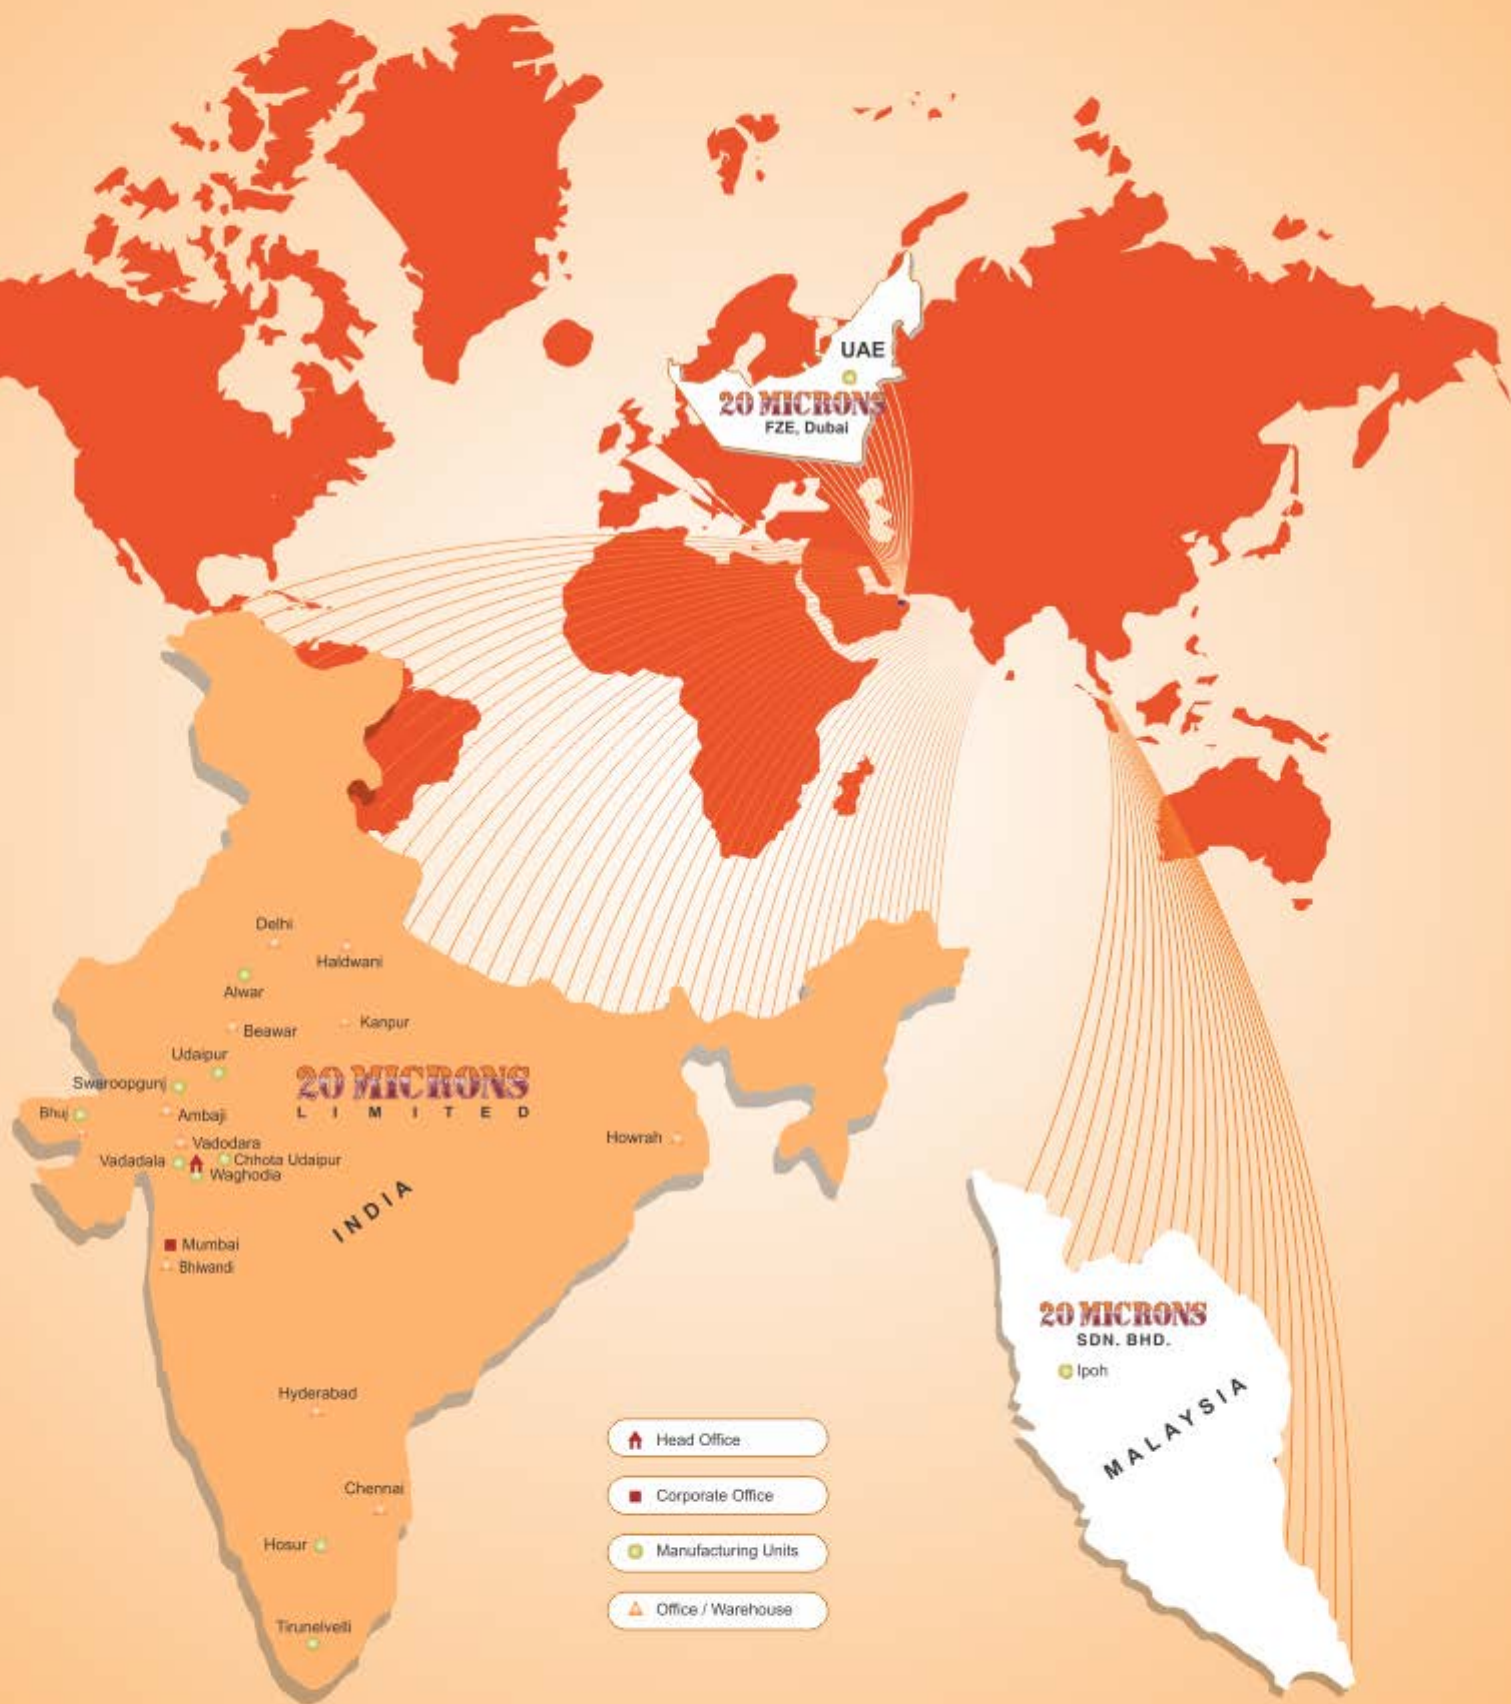 UAE
20 MICRONS
FZE, Dubai
Delhi
Haldwani
Alwar
Beawar
Kanpur
Udaipur
Swaroopgunj
20 MICRONS
LIMITED
Bhuj
Ambaji
Howrah
Vadodara
Vadadala
Chhota Udaipur
Waghodia
INDIA
Mumbai
Bhiwandi
20 MICRONS
SDN. BHD.
Ipoh
MALAYSIA
Hyderabad
Chennai
Hosur
Tirunelvelli
Head Office
Corporate Office
Manufacturing Units
Office / Warehouse